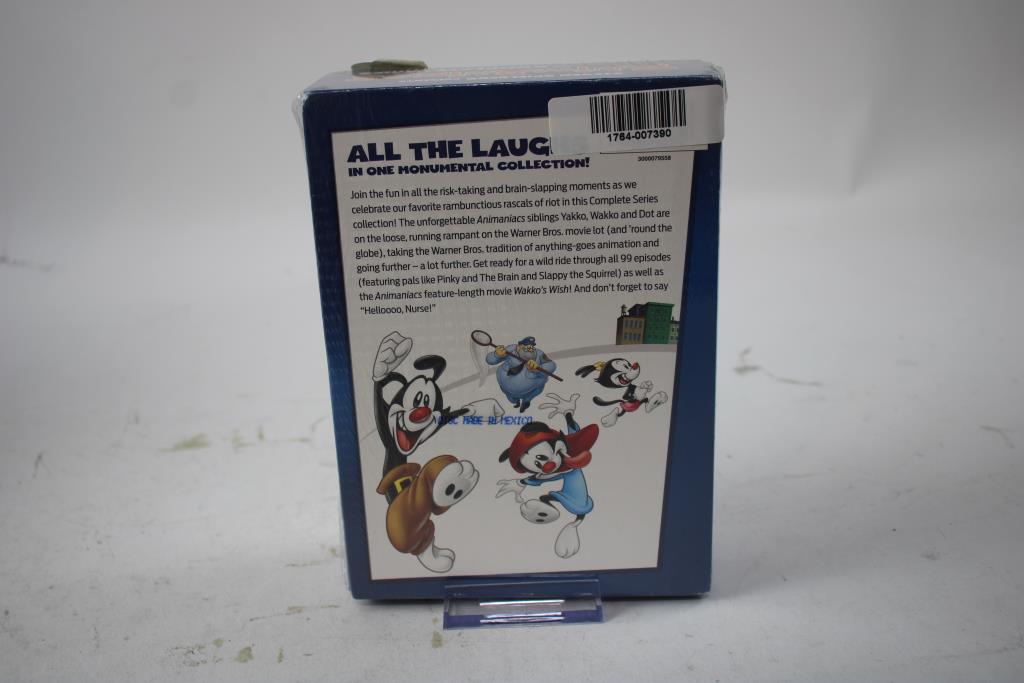 1764-007390
ALL THE LAUG
3000079558
IN ONE MONUMENTAL COLLECTION!
Join the fun in all the risk-taking and brain-slapping moments as we
celebrate our favorite rambunctious rascals of riot in this Complete Series
collection! The unforgettable Animaniacs siblings Yakko, Wakko and Dot are
on the loose, running rampant on the Warner Bros. movie lot (and 'round the
globe), taking the Warner Bros. tradition of anything-goes animation and
going further – a lot further. Get ready for a wild ride through all 99 episodes
(featuring pals like Pinky and The Brain and Slappy the Squirrel) as well as
the Animaniacs feature-length movie Wakko's Wish! And don't forget to say
"Helloooo, Nurse!"
DISC MADE IN MEXICO